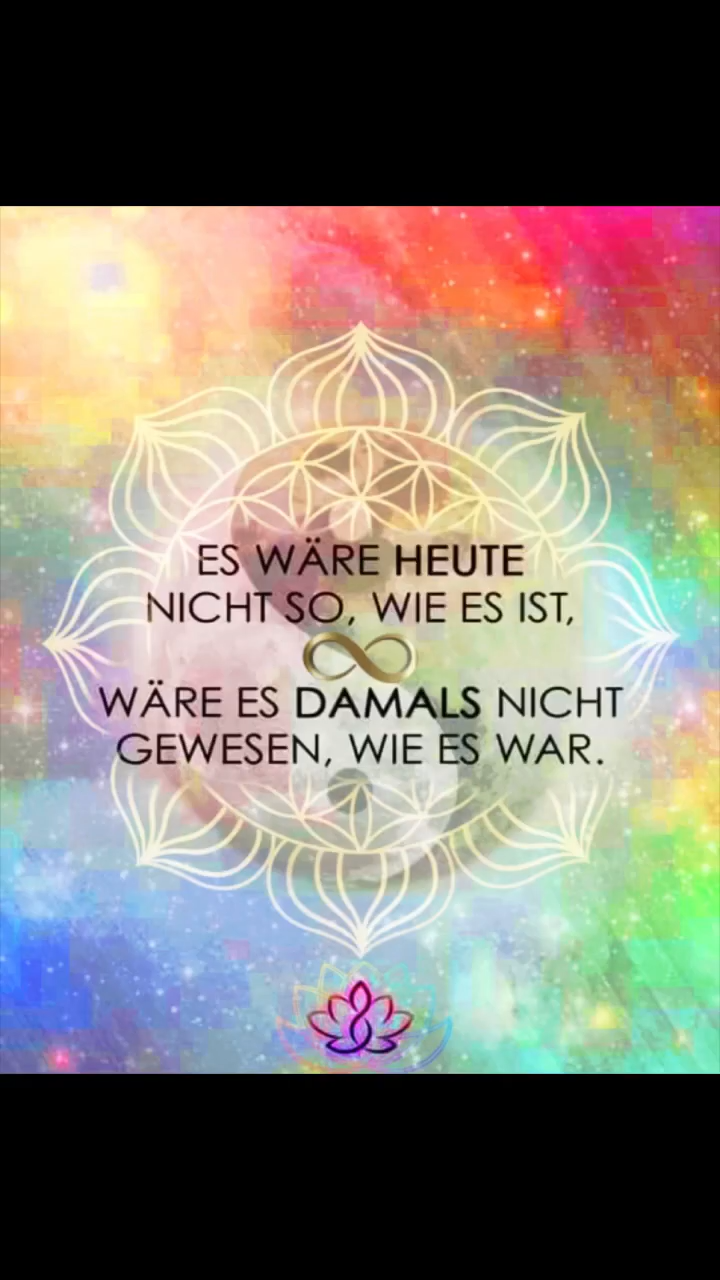 ES WÄRE HEUTE
NICHT SO, WIE ES IST,
WÄRE ES DAMALS NICHT
GEWESEN, WIE ES WAR.